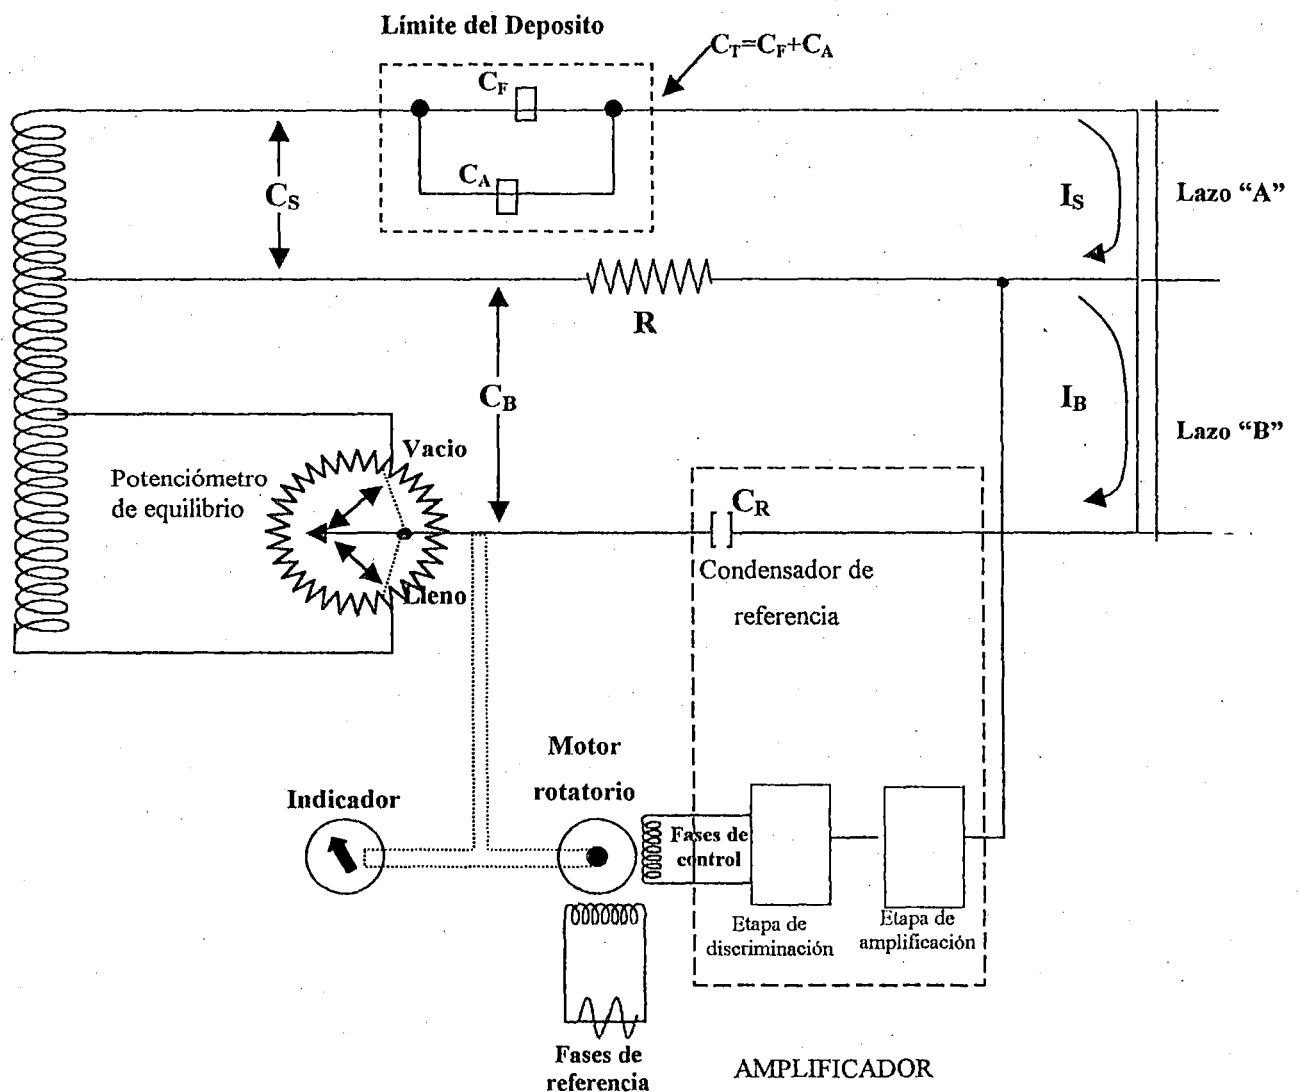 Límite del Deposito
C_T=C_F+C_A
C_F
C_A
C_S
I_S
Lazo “A”
R
C_B
I_B
Lazo “B”
Vacio
Potenciómetro
de equilibrio
Lleno
C_R
Condensador de
referencia
Motor
rotatorio
Indicador
Fases de
control
Etapa de
discriminación
Etapa de
amplificación
Fases de
referencia
AMPLIFICADOR